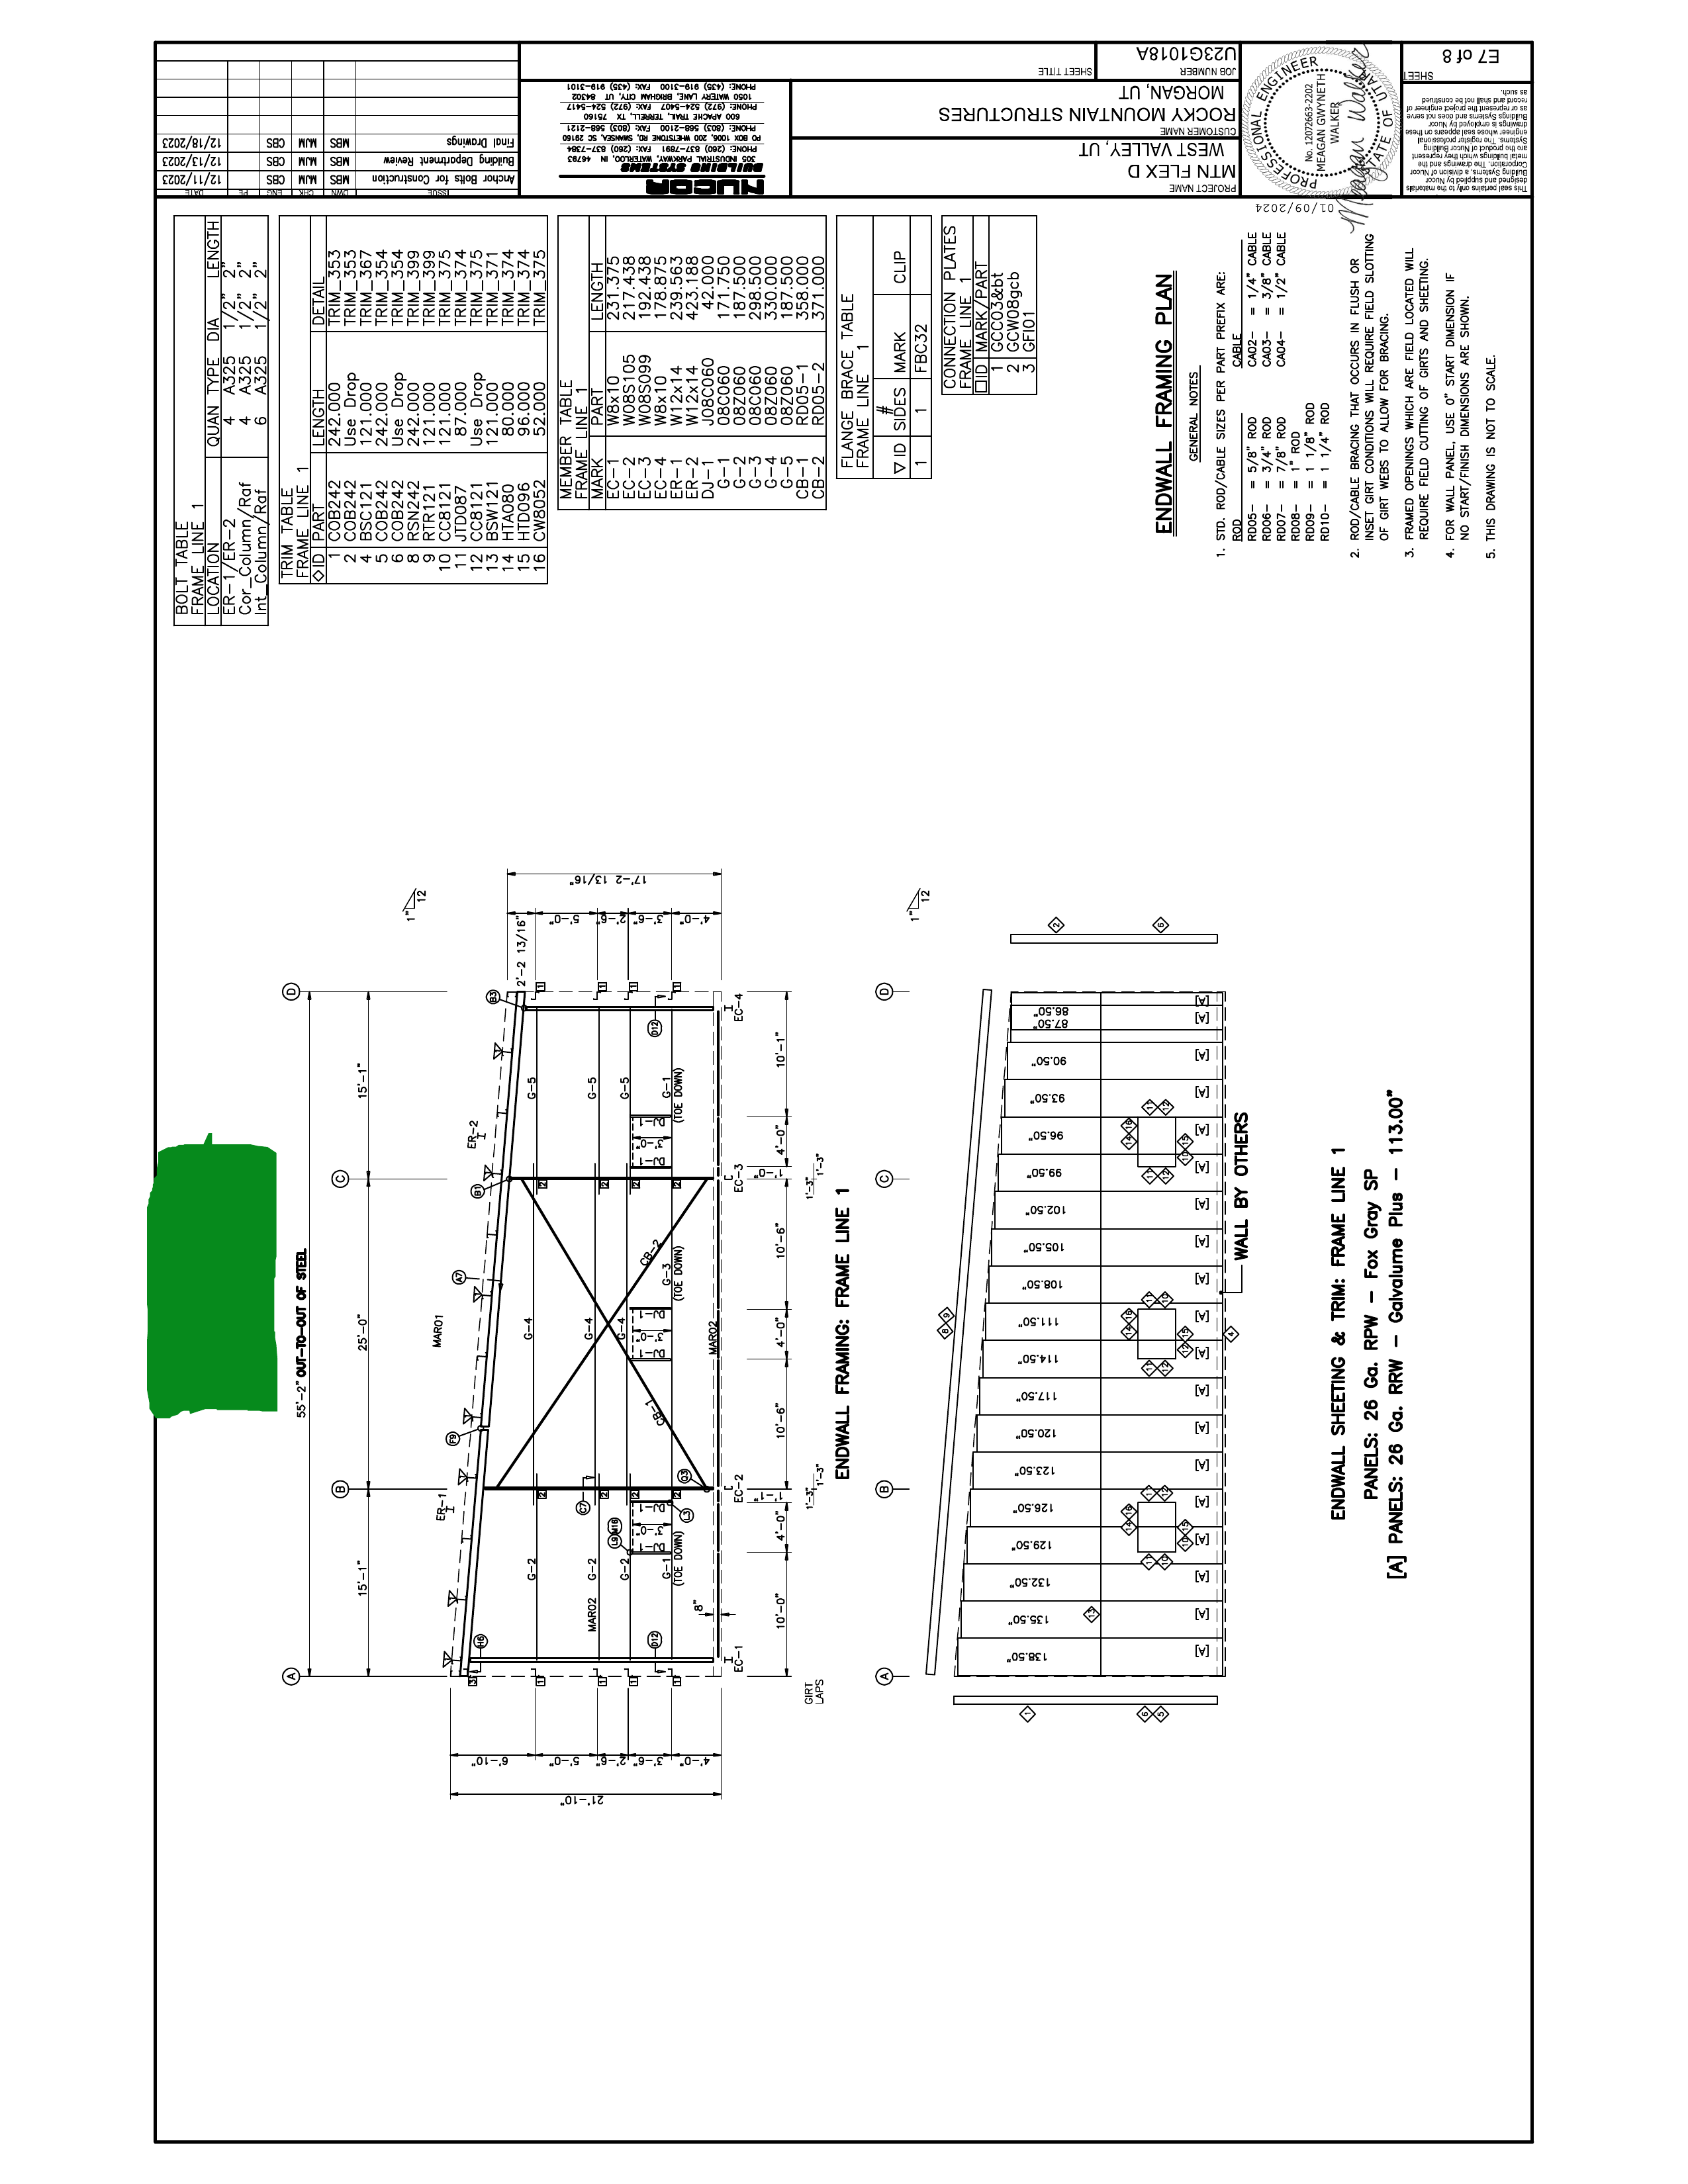 BOLT TABLE
FRAME LINE 1
LOCATION QUAN TYPE DIA LENGTH
ER-1/ER-2 4 A325 1/2" 2"
Cor_Column/Raf 4 A325 1/2" 2"
Int_Column/Raf 6 A325 1/2" 2"
TRIM TABLE
FRAME LINE 1
◇ID PART LENGTH DETAIL
1 COB242 242.000 TRIM_353
2 COB242 Use Drop TRIM_353
4 BSC121 121.000 TRIM_367
5 COB242 242.000 TRIM_354
6 COB242 Use Drop TRIM_354
8 RSN242 242.000 TRIM_399
9 RTR121 121.000 TRIM_399
10 CC8121 121.000 TRIM_375
11 JTD087 87.000 TRIM_374
12 CC8121 Use Drop TRIM_375
13 BSW121 121.000 TRIM_371
14 HTA080 80.000 TRIM_374
15 HTD096 96.000 TRIM_374
16 CW8052 52.000 TRIM_375
MEMBER TABLE
FRAME LINE 1
MARK PART LENGTH
EC-1 W8x10 231.375
EC-2 W08S105 217.438
EC-3 W08S099 192.438
EC-4 W8x10 178.875
ER-1 W12x14 239.563
ER-2 W12x14 423.188
DJ-1 J08C060 42.000
G-1 08C060 171.750
G-2 08Z060 187.500
G-3 08C060 298.500
G-4 08Z060 330.000
G-5 08Z060 187.500
CB-1 RD05-1 358.000
CB-2 RD05-2 371.000
FLANGE BRACE TABLE
FRAME LINE 1
▽ID # SIDES MARK CLIP
1 1 FBC32
CONNECTION PLATES
FRAME LINE 1
□ID MARK/PART
1 GCC03&bt
2 GCW08gcb
3 GFI01
ENDWALL FRAMING PLAN
GENERAL NOTES
1. STD. ROD/CABLE SIZES PER PART PREFIX ARE:
ROD CABLE
RD05- = 5/8" ROD CA02- = 1/4" CABLE
RD06- = 3/4" ROD CA03- = 3/8" CABLE
RD07- = 7/8" ROD CA04- = 1/2" CABLE
RD08- = 1" ROD
RD09- = 1 1/8" ROD
RD10- = 1 1/4" ROD
2. ROD/CABLE BRACING THAT OCCURS IN FLUSH OR
INSET GIRT CONDITIONS WILL REQUIRE FIELD SLOTTING
OF GIRT WEBS TO ALLOW FOR BRACING.
3. FRAMED OPENINGS WHICH ARE FIELD LOCATED WILL
REQUIRE FIELD CUTTING OF GIRTS AND SHEETING.
4. FOR WALL PANEL, USE 0" START DIMENSION IF
NO START/FINISH DIMENSIONS ARE SHOWN.
5. THIS DRAWING IS NOT TO SCALE.
A B C D
55'-2" OUT-TO-OUT OF STEEL
15'-1" 25'-0" 15'-1"
1" 12
MAR01
ER-1 ER-2
H6 F9 A7 B1 B3
2'-2 13/16"
17'-2 13/16"
5'-0" 2'-6" 3'-6" 4'-0"
21'-10"
6'-10" 5'-0" 2'-6" 3'-6" 4'-0"
G-2 G-4 G-5
MAR02 G-2 C7 G-4 G-5
G-2 G-4 G-5
L9 M16
DJ-1 3'-0" DJ-1 DJ-1 3'-0" DJ-1 DJ-1 3'-0" DJ-1
CB-1 CB-2
D12 G-1 L3 G3 G-3 G-1 D12
(TOE DOWN) (TOE DOWN) (TOE DOWN)
8" MAR02
EC-1 EC-2 EC-3 EC-4
10'-0" 4'-0" 1'-1" 10'-6" 4'-0" 10'-6" 1'-0" 4'-0" 10'-1"
GIRT
LAPS
1'-3" 1'-3" 1'-3" 1'-3"
ENDWALL FRAMING: FRAME LINE 1
A B C D
1" 12
8 9
138.50" 135.50" 132.50" 129.50" 126.50" 123.50" 120.50" 117.50" 114.50" 111.50" 108.50" 105.50" 102.50" 99.50" 96.50" 93.50" 90.50" 87.50" 86.50"
1 13 2
6 5 6
14 16 14 16 14 16
[A] [A] [A] [A] [A] [A] [A] [A] [A] [A] [A] [A] [A] [A] [A] [A] [A] [A] [A]
4
WALL BY OTHERS
ENDWALL SHEETING & TRIM: FRAME LINE 1
PANELS: 26 Ga. RPW - Fox Gray SP
[A] PANELS: 26 Ga. RRW - Galvalume Plus - 113.00"
ISSUE DWN CHK ENG PE DATE
Anchor Bolts for Construction MBS MJM CBS 12/11/2023
Building Department Review MBS MJM CBS 12/13/2023
Final Drawings MBS MJM CBS 12/18/2023
NUCOR
BUILDING SYSTEMS
305 INDUSTRIAL PARKWAY, WATERLOO, IN 46793
PHONE: (260) 837-7891 FAX: (260) 837-7384
PO BOX 1006, 200 WHETSTONE RD, SWANSEA, SC 29160
PHONE: (803) 568-2100 FAX: (803) 568-2121
600 APACHE TRAIL, TERRELL, TX 75160
PHONE: (972) 524-5407 FAX: (972) 524-5417
1050 WATERY LANE, BRIGHAM CITY, UT 84302
PHONE: (435) 919-3100 FAX: (435) 919-3101
PROJECT NAME
MTN FLEX D
WEST VALLEY, UT
CUSTOMER NAME
ROCKY MOUNTAIN STRUCTURES
MORGAN, UT
JOB NUMBER
U23G1018A
SHEET TITLE
PROFESSIONAL ENGINEER
No. 12072663-2202
MEAGAN GWYNETH
WALKER
STATE OF UTAH
Meagan Walker
01/09/2024
This seal pertains only to the materials
designed and supplied by Nucor
Building Systems, a division of Nucor
Corporation. The drawings and the
metal buildings which they represent
are the product of Nucor Building
Systems. The registered professional
engineer whose seal appears on these
drawings is employed by Nucor
Building Systems and does not serve
as or represent the project engineer of
record and shall not be construed
as such.
SHEET
E7 of 8